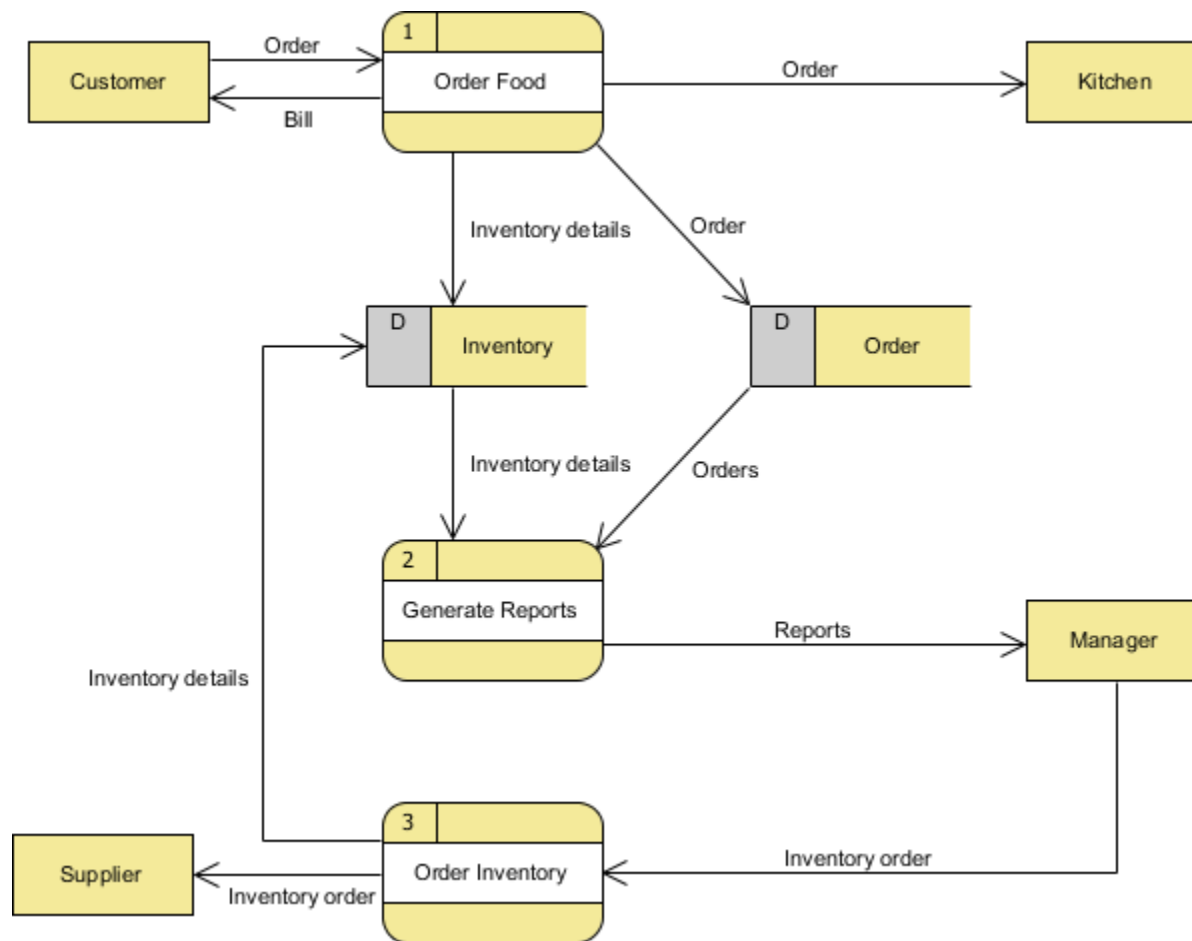 1
Order
Customer
Order Food
Order
Kitchen
Bill
Inventory details
Order
D
Inventory
D
Order
Inventory details
Orders
2
Generate Reports
Reports
Manager
Inventory details
3
Order Inventory
Inventory order
Supplier
Inventory order